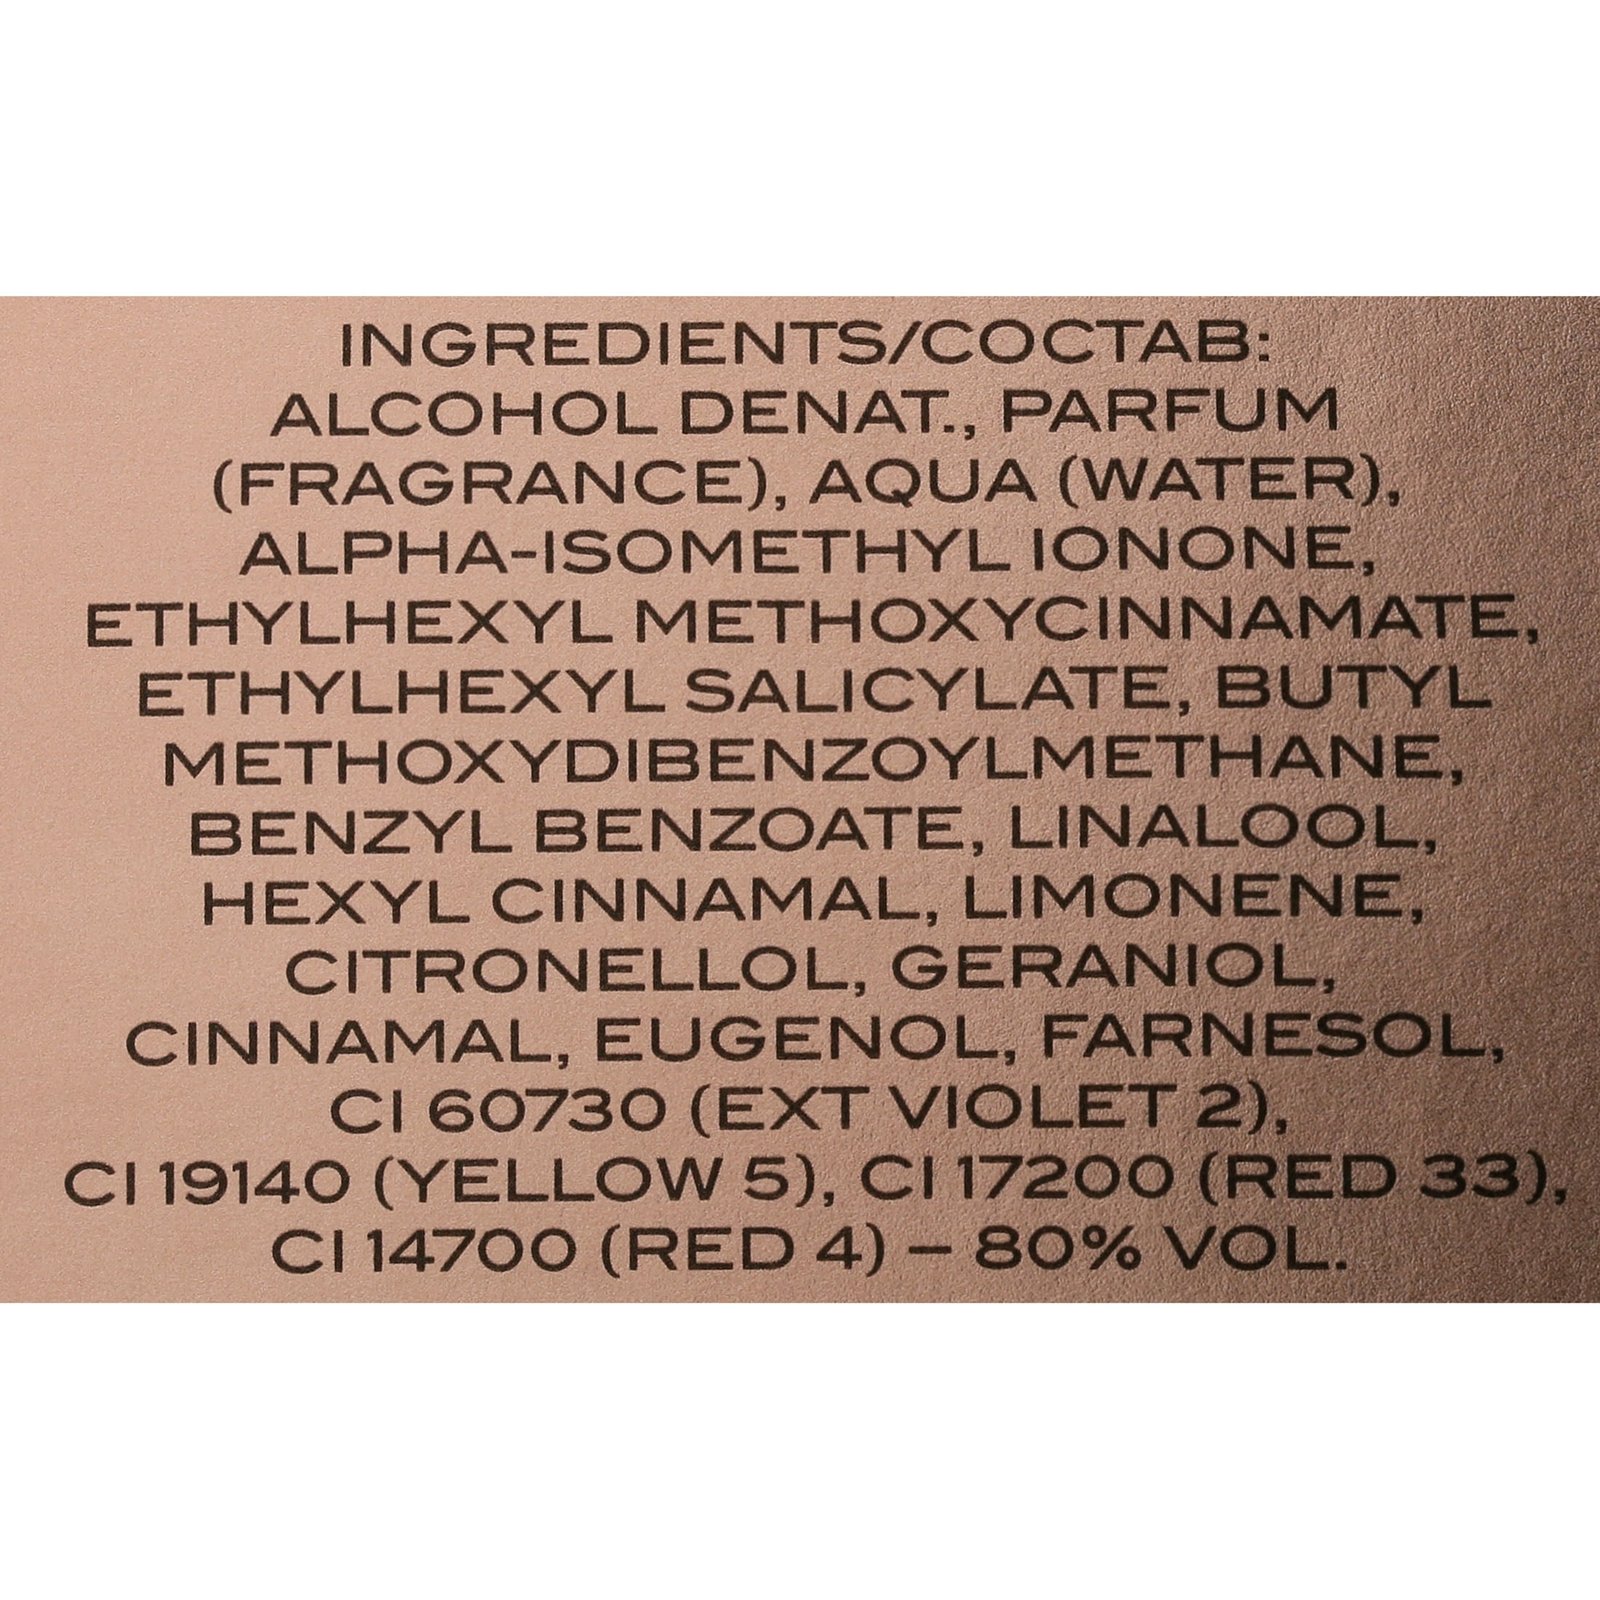 INGREDIENTS/СОСТАВ:
ALCOHOL DENAT., PARFUM
(FRAGRANCE), AQUA (WATER),
ALPHA-ISOMETHYL IONONE,
ETHYLHEXYL METHOXYCINNAMATE,
ETHYLHEXYL SALICYLATE, BUTYL
METHOXYDIBENZOYLMETHANE,
BENZYL BENZOATE, LINALOOL,
HEXYL CINNAMAL, LIMONENE,
CITRONELLOL, GERANIOL,
CINNAMAL, EUGENOL, FARNESOL,
CI 60730 (EXT VIOLET 2),
CI 19140 (YELLOW 5), CI 17200 (RED 33),
CI 14700 (RED 4) – 80% VOL.